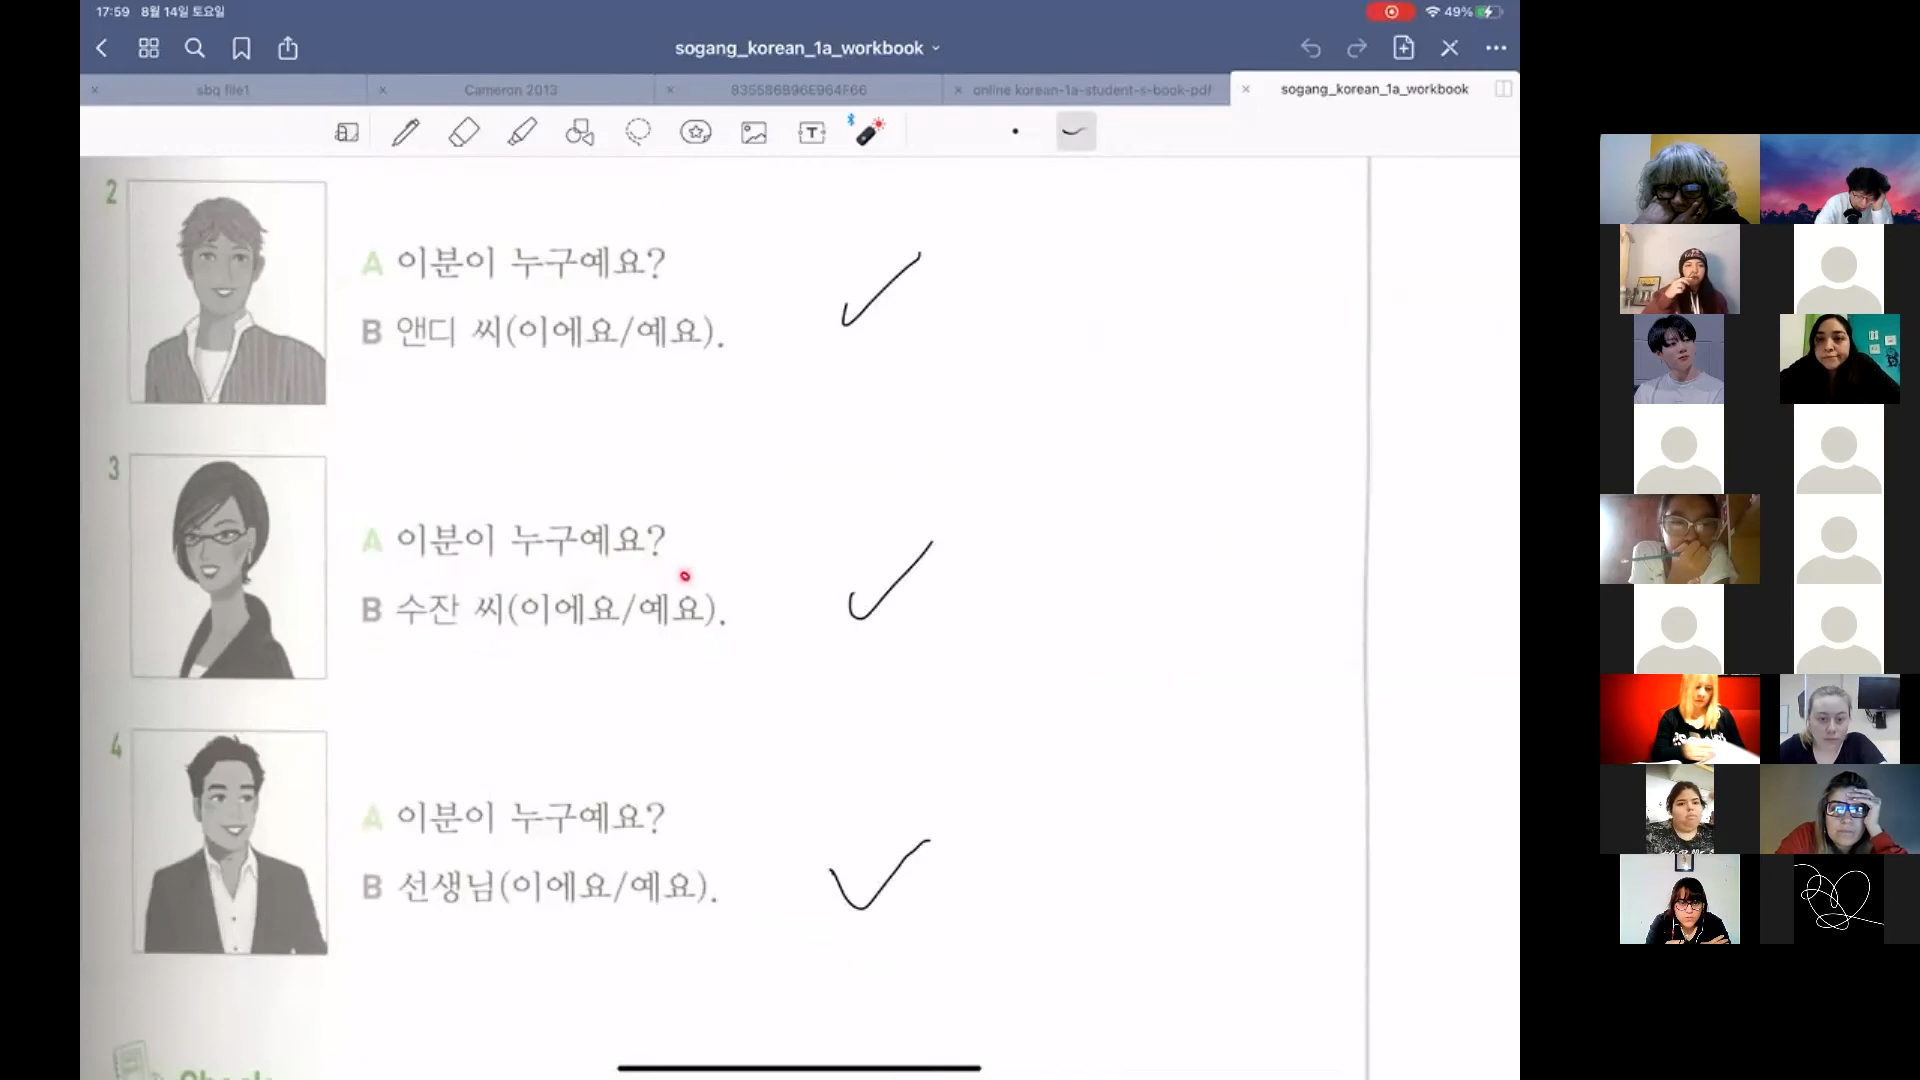 17:59 8월 14일 토요일
49%
sogang_korean_1a_workbook
sbq file1
Cameron 2013
835586B96E964F66
online korean-1a-student-s-book-pdf
sogang_korean_1a_workbook
2
A 이분이 누구예요?
B 앤디 씨(이에요/예요).
3
A 이분이 누구예요?
B 수잔 씨(이에요/예요).
4
A 이분이 누구예요?
B 선생님(이에요/예요).